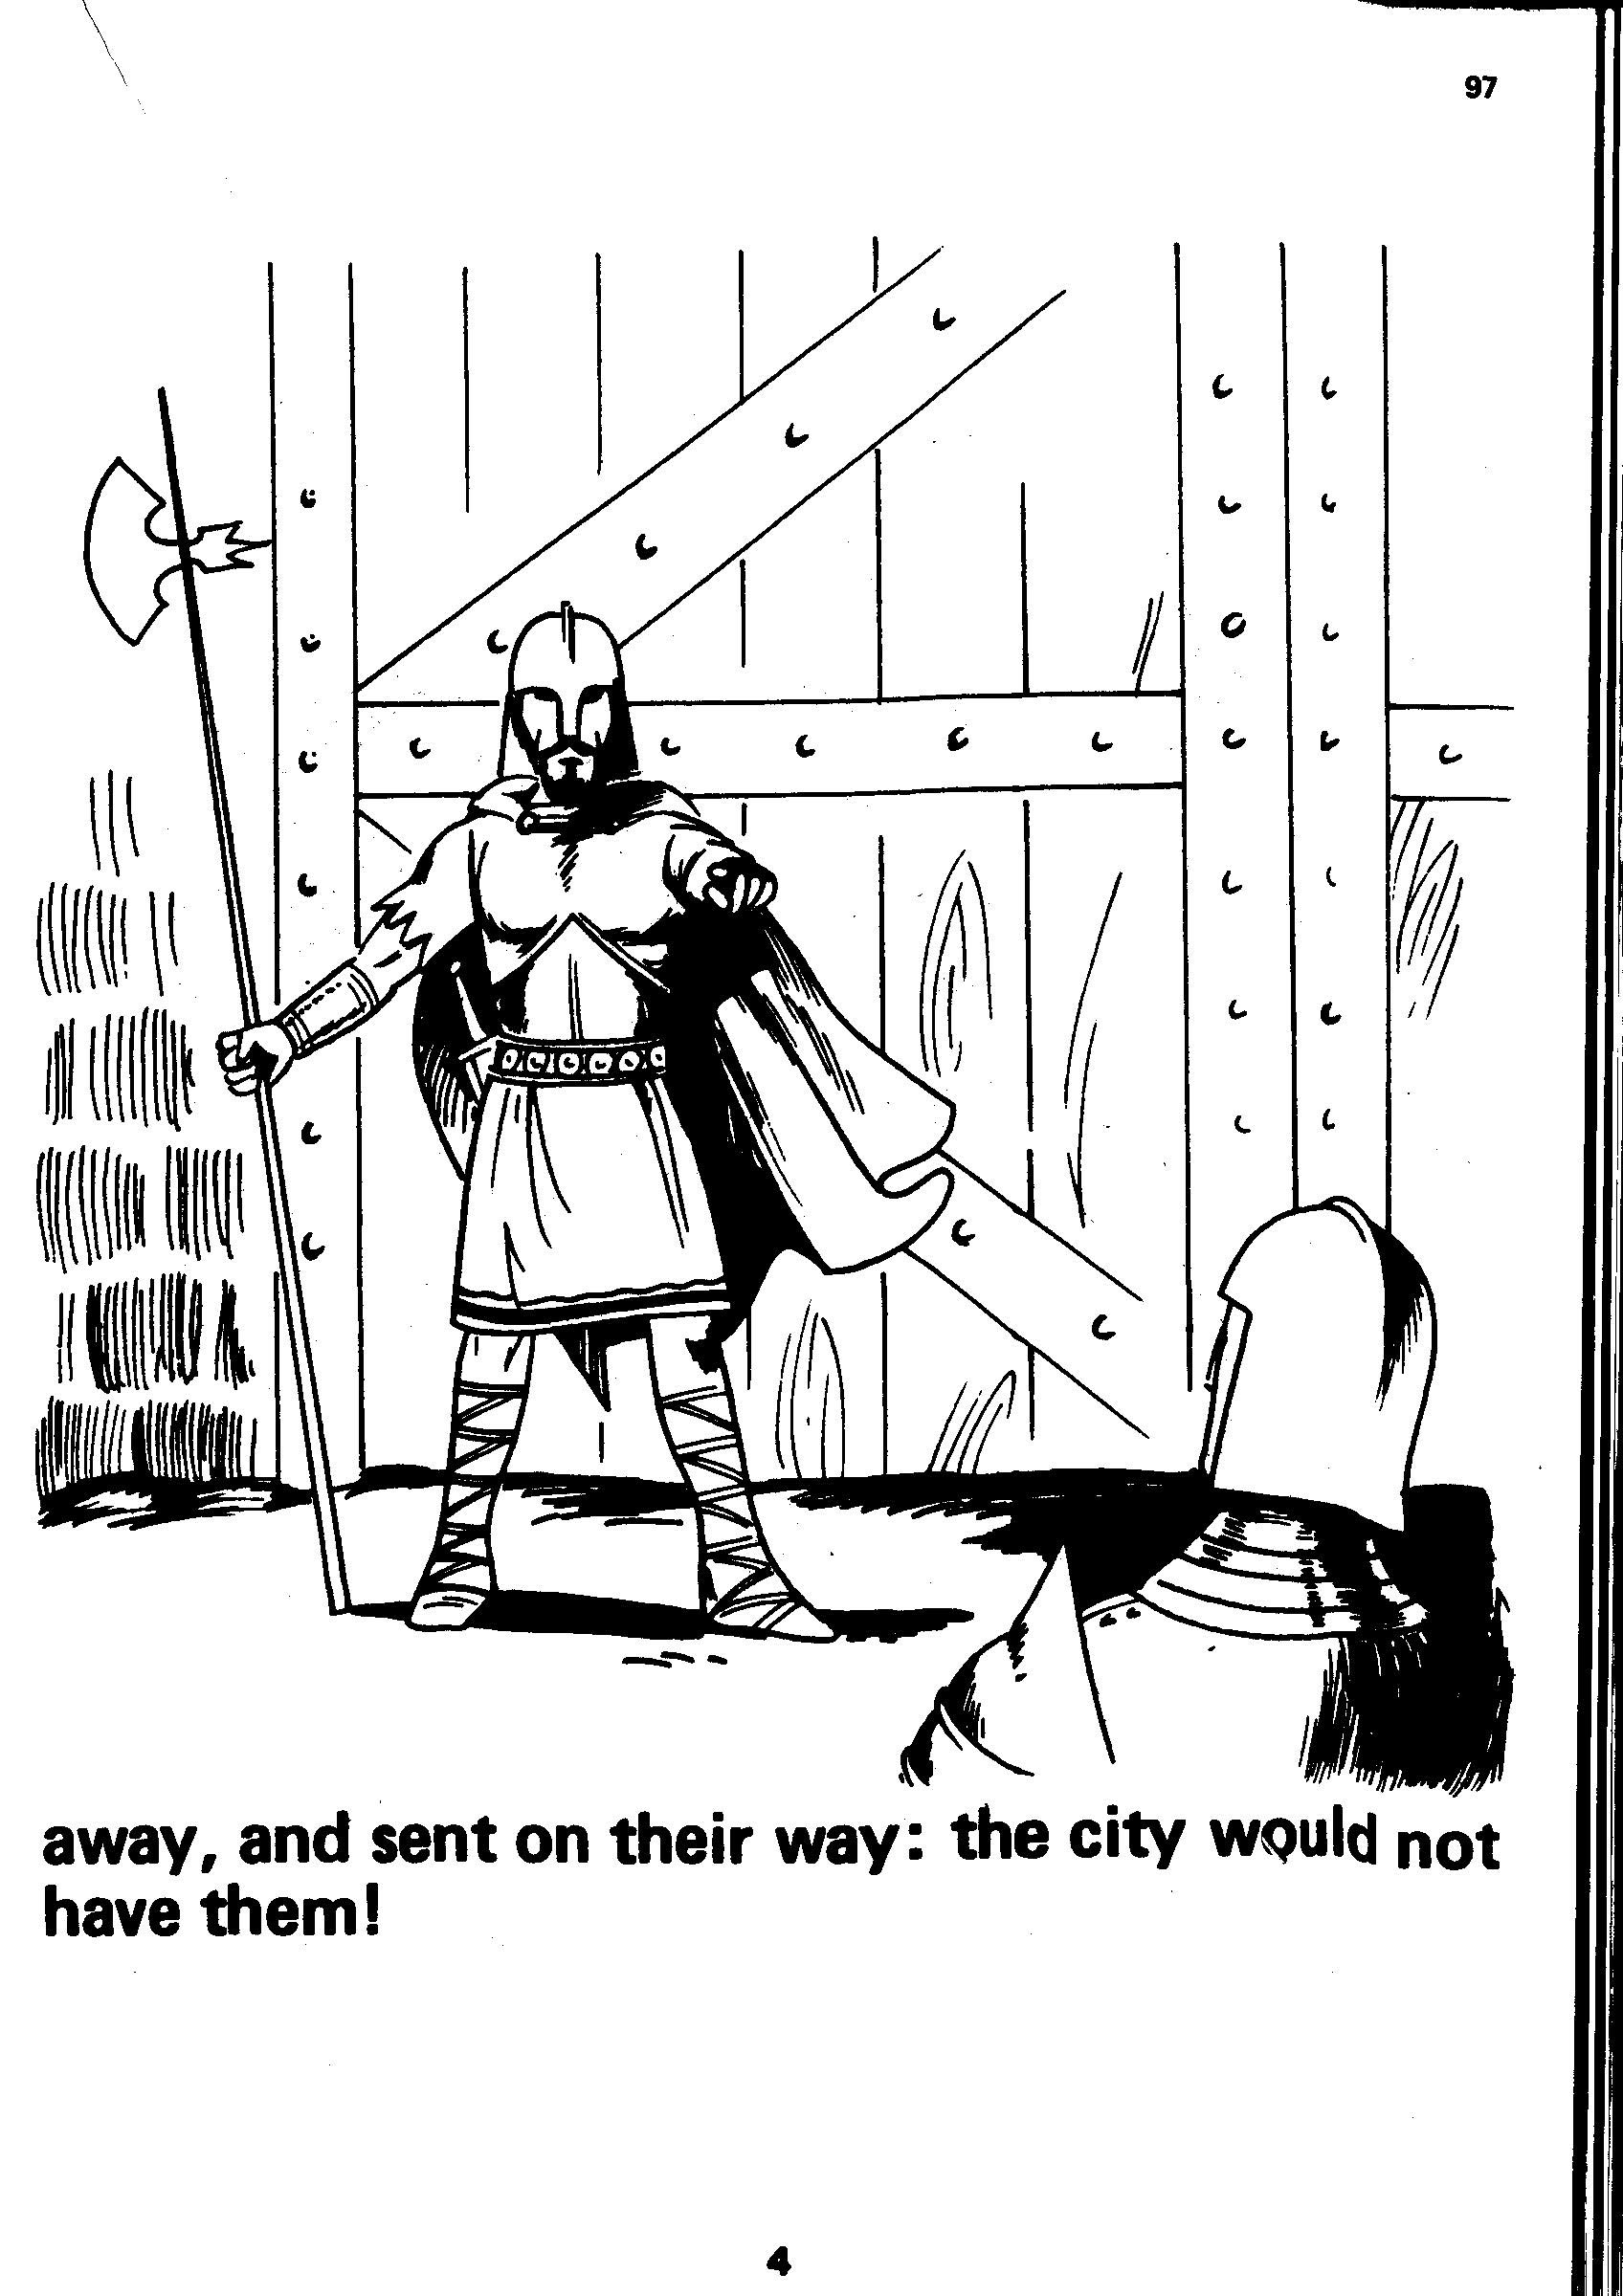 97
away, and sent on their way: the city would not
have them!
4